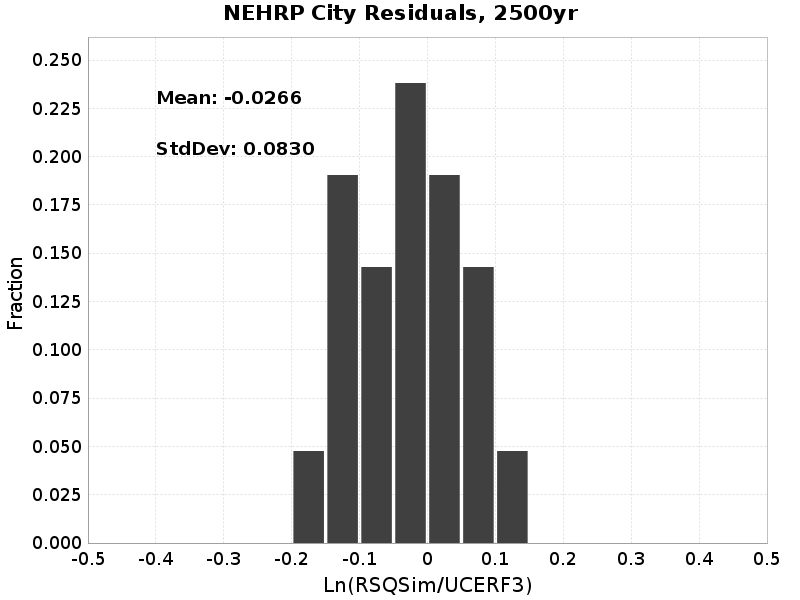 NEHRP City Residuals, 2500yr
0.250
Mean: -0.0266
0.225
StdDev: 0.0830
0.200
0.175
0.150
0.125
0.100
0.075
0.050
0.025
0.000
Fraction
-0.5 -0.4 -0.3 -0.2 -0.1 0 0.1 0.2 0.3 0.4 0.5
Ln(RSQSim/UCERF3)